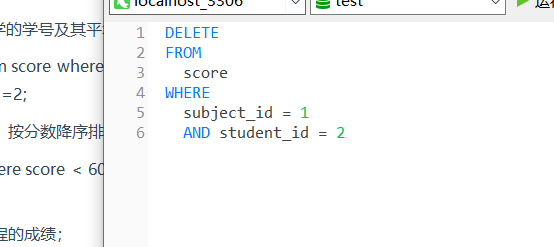 localhost_3306
test
学的学号及其平
n score where
=2;
按分数降序排
ere score < 60
程的成绩；
1 DELETE
2 FROM
3 score
4 WHERE
5 subject_id = 1
6 AND student_id = 2